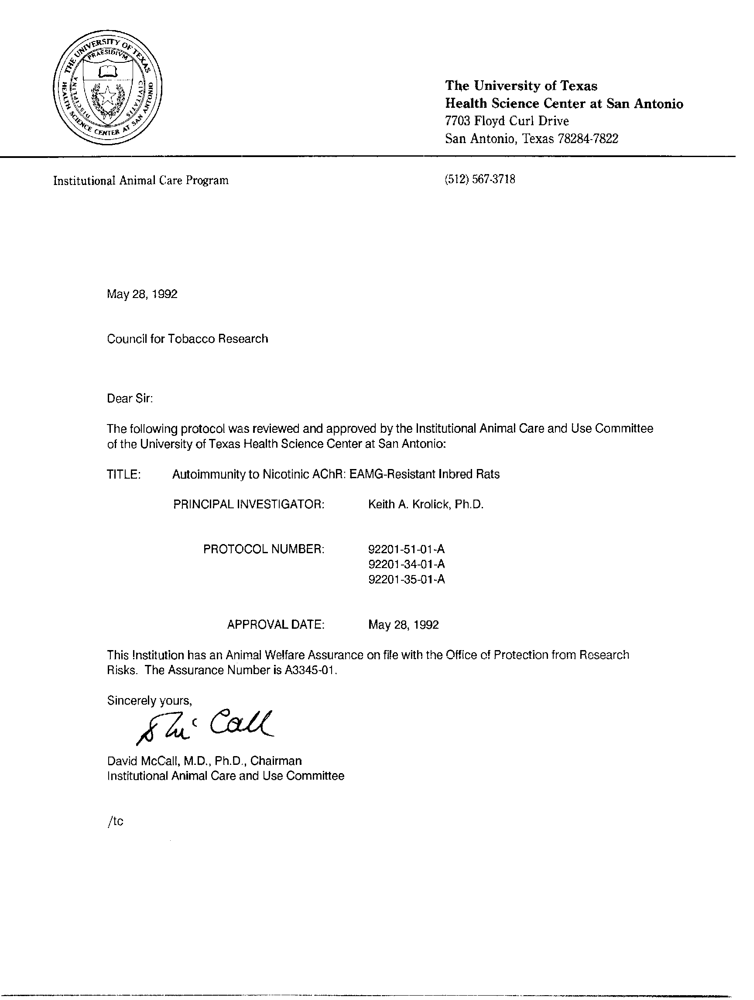 THE UNIVERSITY OF TEXAS
HEALTH SCIENCE CENTER AT SAN ANTONIO
PRAESIDIVM
DISCIPLINA
CIVITATIS
The University of Texas
Health Science Center at San Antonio
7703 Floyd Curl Drive
San Antonio, Texas 78284-7822
Institutional Animal Care Program
(512) 567-3718
May 28, 1992
Council for Tobacco Research
Dear Sir:
The following protocol was reviewed and approved by the Institutional Animal Care and Use Committee
of the University of Texas Health Science Center at San Antonio:
TITLE: Autoimmunity to Nicotinic AChR: EAMG-Resistant Inbred Rats
PRINCIPAL INVESTIGATOR: Keith A. Krolick, Ph.D.
PROTOCOL NUMBER: 92201-51-01-A
92201-34-01-A
92201-35-01-A
APPROVAL DATE: May 28, 1992
This Institution has an Animal Welfare Assurance on file with the Office of Protection from Research
Risks. The Assurance Number is A3345-01.
Sincerely yours,
Call
David McCall, M.D., Ph.D., Chairman
Institutional Animal Care and Use Committee
/tc